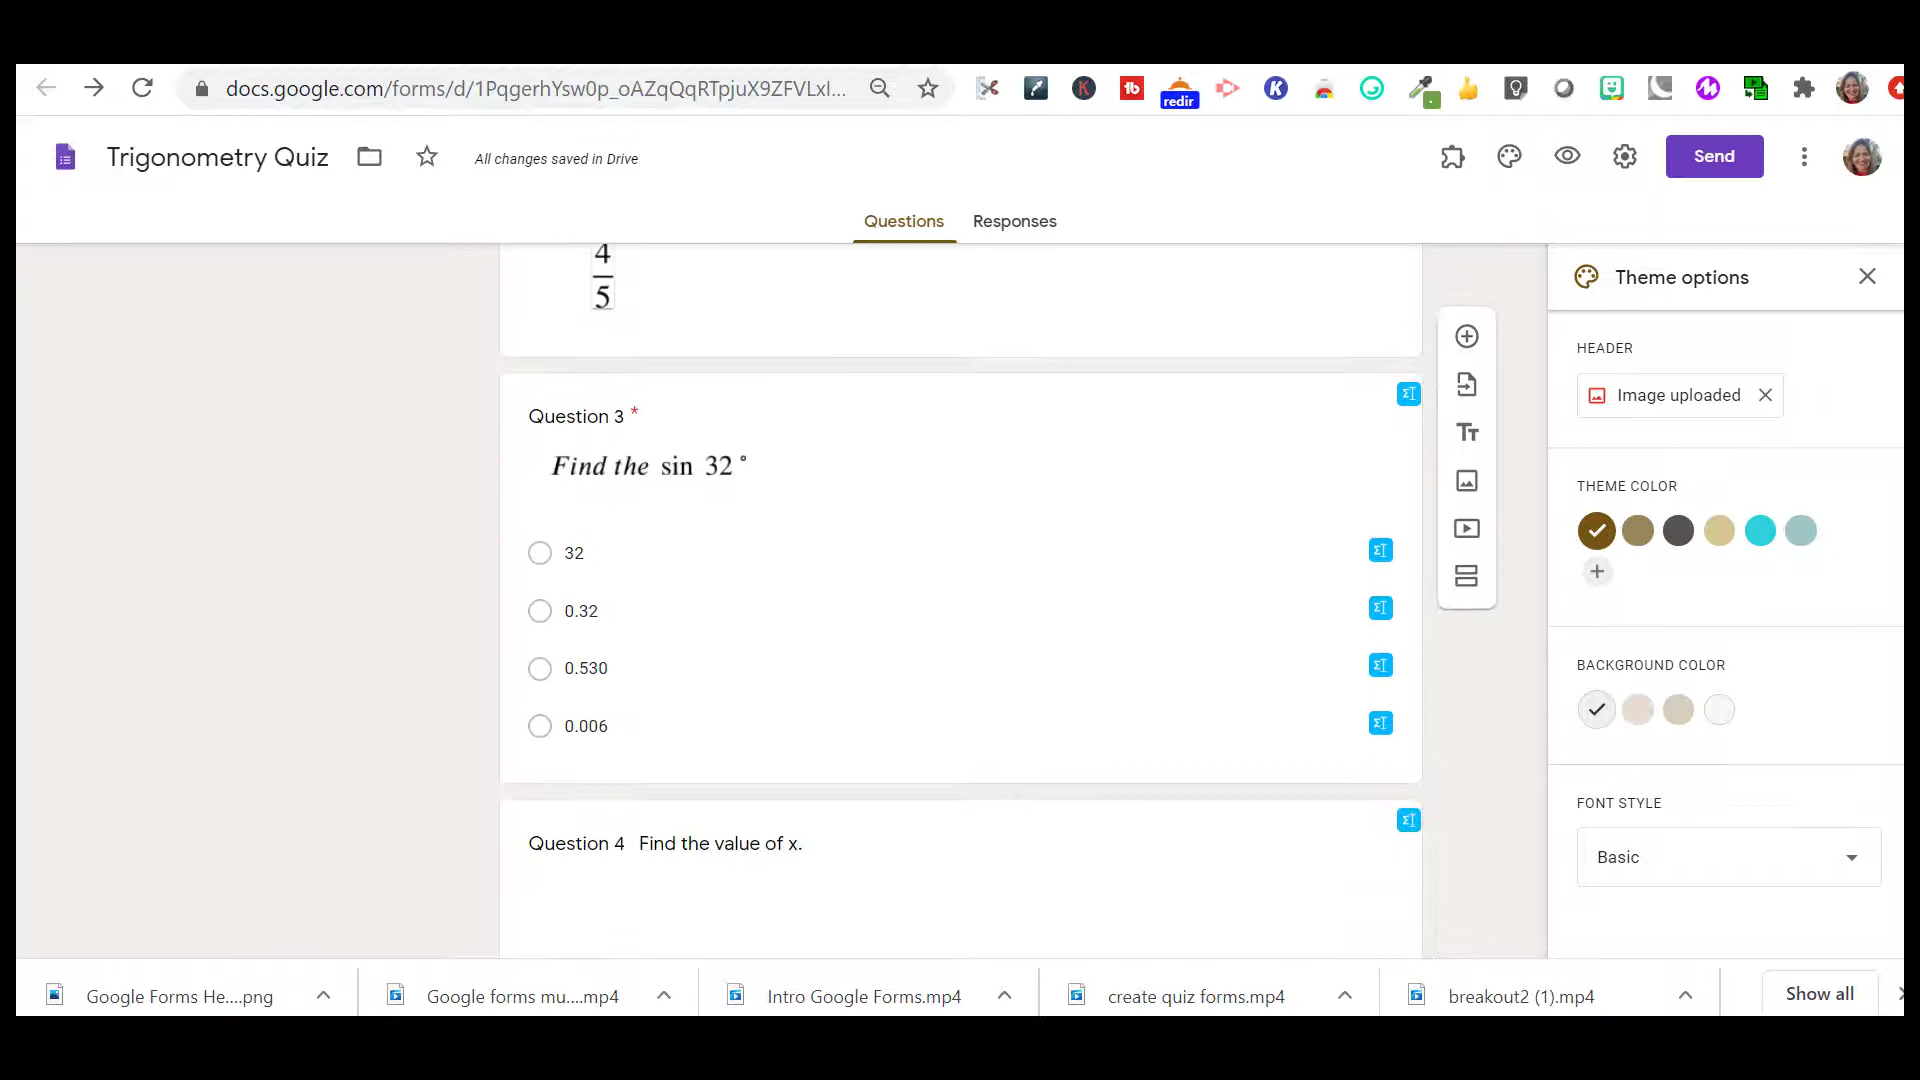 docs.google.com/forms/d/1PqgerhYsw0p_oAZqQqRTpjuX9ZFVLxl...
redir
Trigonometry Quiz
All changes saved in Drive
Send
Questions
Responses
4
5
Question 3 *
Find the sin 32°
32
0.32
0.530
0.006
Question 4 Find the value of x.
Tт
Theme options
HEADER
Image uploaded
THEME COLOR
BACKGROUND COLOR
FONT STYLE
Basic
Google Forms He....png
Google forms mu....mp4
Intro Google Forms.mp4
create quiz forms.mp4
breakout2 (1).mp4
Show all